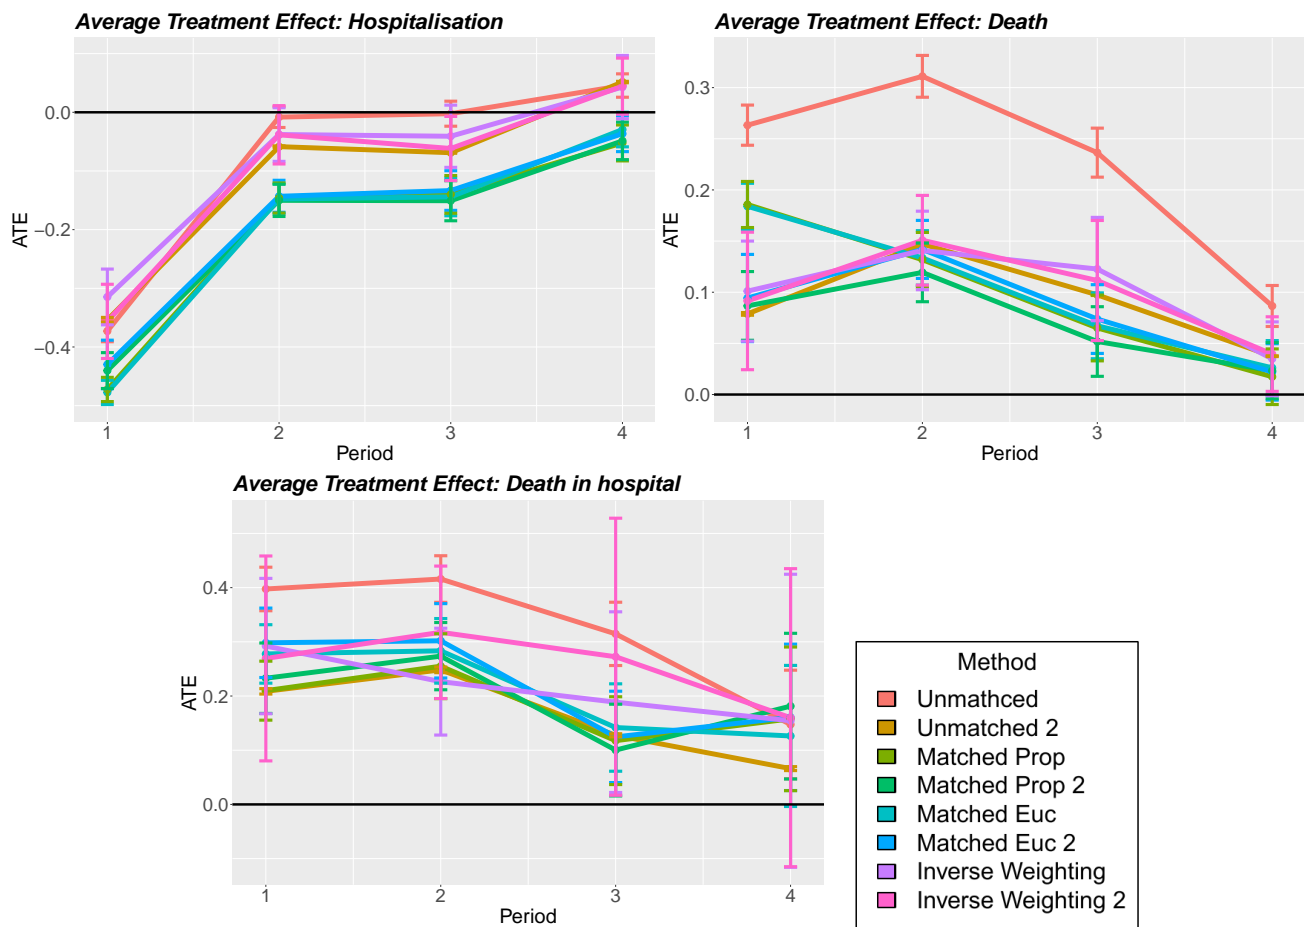 Average Treatment Effect: Hospitalisation
ATE
0.0
−0.2
−0.4
1 2 3 4
Period
Average Treatment Effect: Death
ATE
0.3
0.2
0.1
0.0
1 2 3 4
Period
Average Treatment Effect: Death in hospital
ATE
0.4
0.2
0.0
1 2 3 4
Period
Method
Unmathced
Unmatched 2
Matched Prop
Matched Prop 2
Matched Euc
Matched Euc 2
Inverse Weighting
Inverse Weighting 2